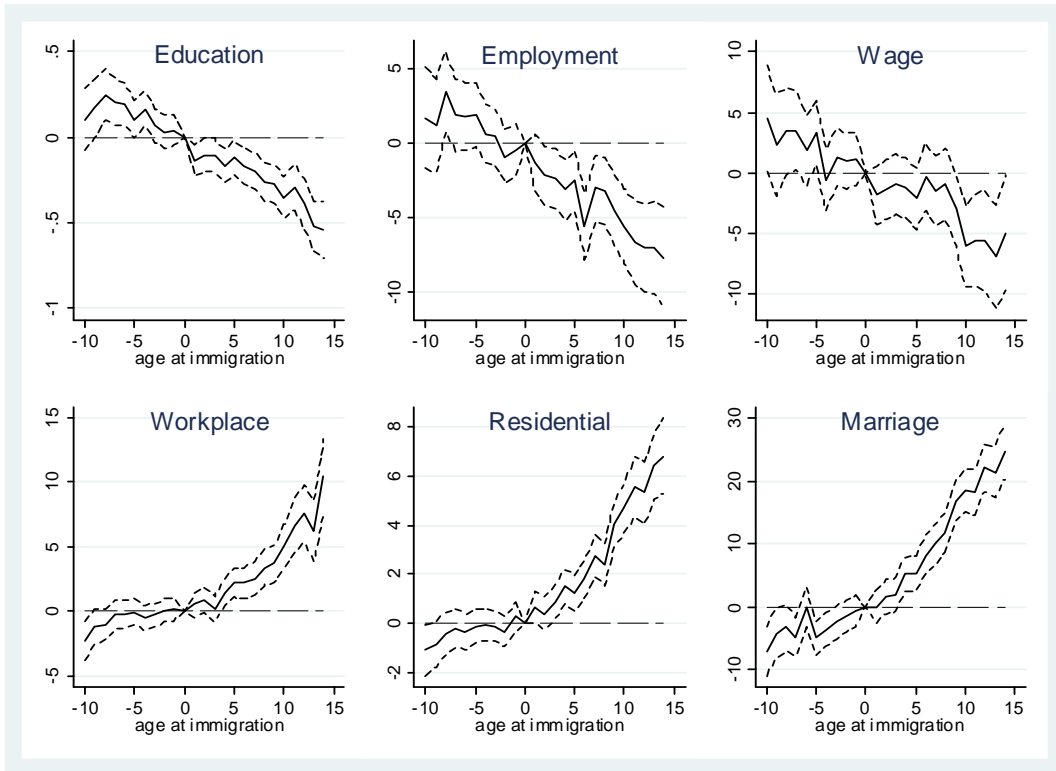 Education
.5
0
-.5
-1
-10 -5 0 5 10 15
age at immigration
Employment
5
0
-5
-10
-10 -5 0 5 10 15
age at immigration
Wage
10
5
0
-5
-10
-10 -5 0 5 10 15
age at immigration
Workplace
15
10
5
0
-5
-10 -5 0 5 10 15
age at immigration
Residential
8
6
4
2
0
-2
-10 -5 0 5 10 15
age at immigration
Marriage
30
20
10
0
-10
-10 -5 0 5 10 15
age at immigration